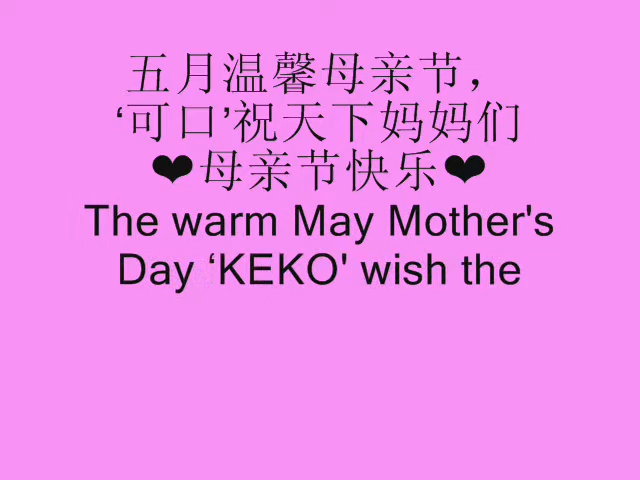 五月温馨母亲节，
‘可口’祝天下妈妈们
❤母亲节快乐❤
The warm May Mother's
Day ‘KEKO' wish the